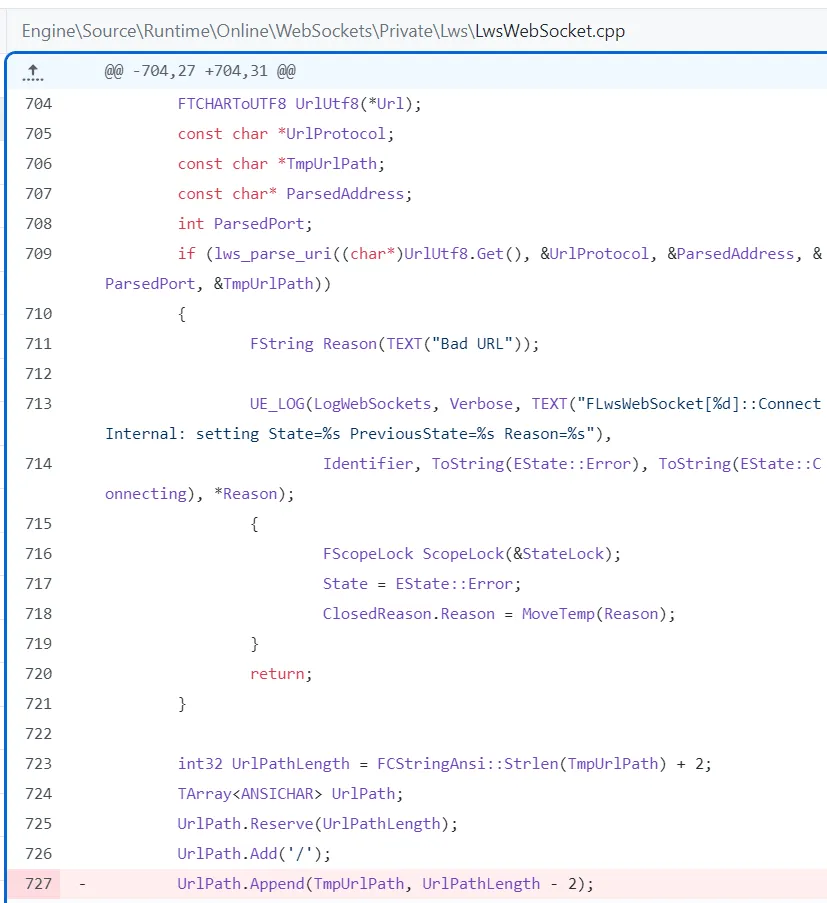 Engine\Source\Runtime\Online\WebSockets\Private\Lws\LwsWebSocket.cpp
@@ -704,27 +704,31 @@
704 FTCHARToUTF8 UrlUtf8(*Url);
705 const char *UrlProtocol;
706 const char *TmpUrlPath;
707 const char* ParsedAddress;
708 int ParsedPort;
709 if (lws_parse_uri((char*)UrlUtf8.Get(), &UrlProtocol, &ParsedAddress, &
ParsedPort, &TmpUrlPath))
710 {
711 FString Reason(TEXT("Bad URL"));
712
713 UE_LOG(LogWebSockets, Verbose, TEXT("FLwsWebSocket[%d]::Connect
Internal: setting State=%s PreviousState=%s Reason=%s"),
714 Identifier, ToString(EState::Error), ToString(EState::C
onnecting), *Reason);
715 {
716 FScopeLock ScopeLock(&StateLock);
717 State = EState::Error;
718 ClosedReason.Reason = MoveTemp(Reason);
719 }
720 return;
721 }
722
723 int32 UrlPathLength = FCStringAnsi::Strlen(TmpUrlPath) + 2;
724 TArray<ANSICHAR> UrlPath;
725 UrlPath.Reserve(UrlPathLength);
726 UrlPath.Add('/');
727 - UrlPath.Append(TmpUrlPath, UrlPathLength - 2);